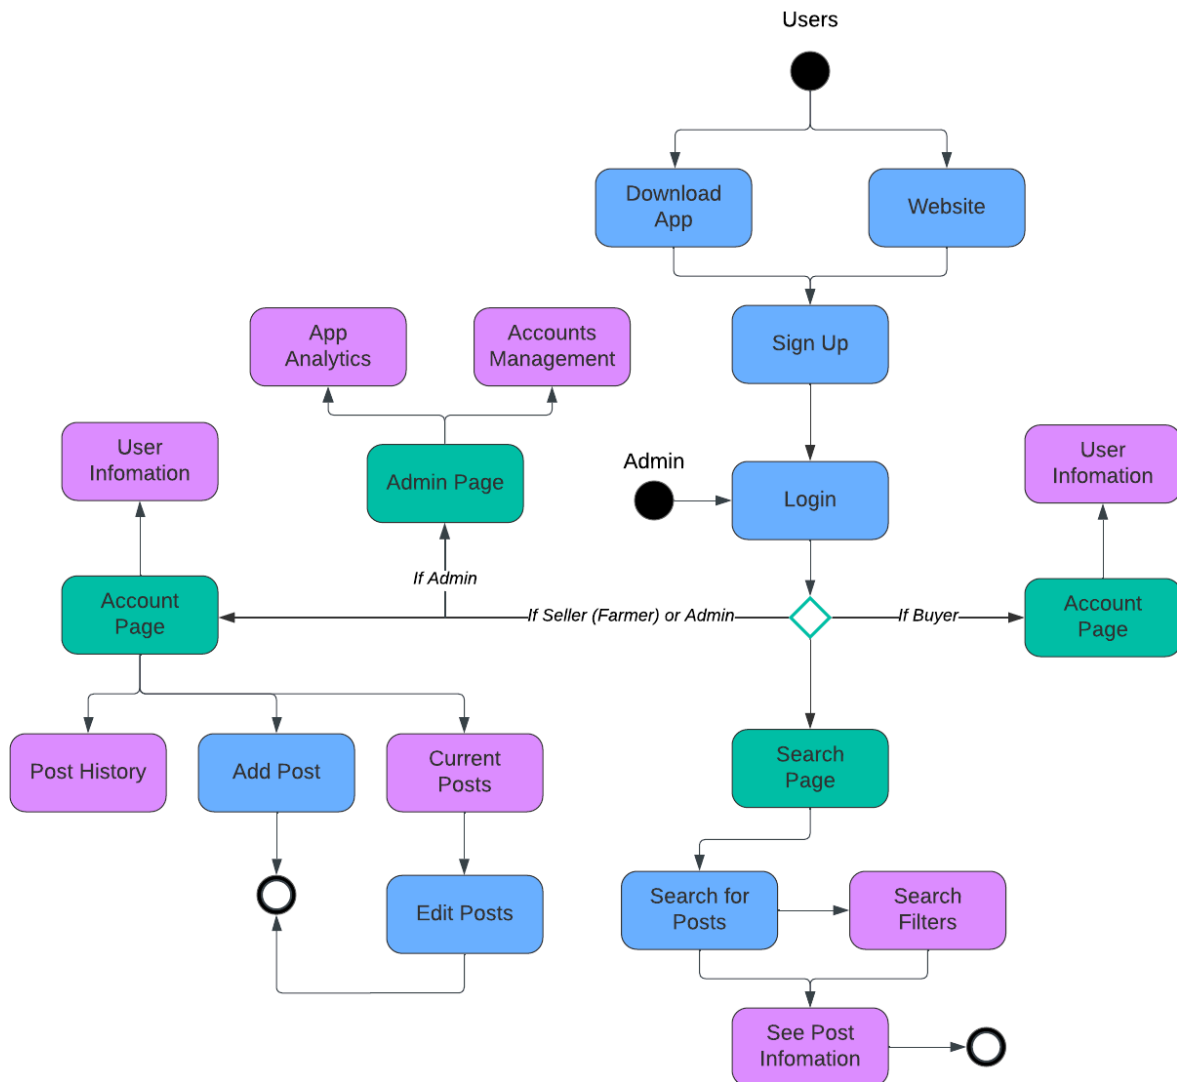 Users
Download
App
Website
Sign Up
App
Analytics
Accounts
Management
User
Infomation
Admin Page
Admin
Login
User
Infomation
If Admin
Account
Page
If Seller (Farmer) or Admin
If Buyer
Account
Page
Post History
Add Post
Current
Posts
Search
Page
Edit Posts
Search for
Posts
Search
Filters
See Post
Infomation